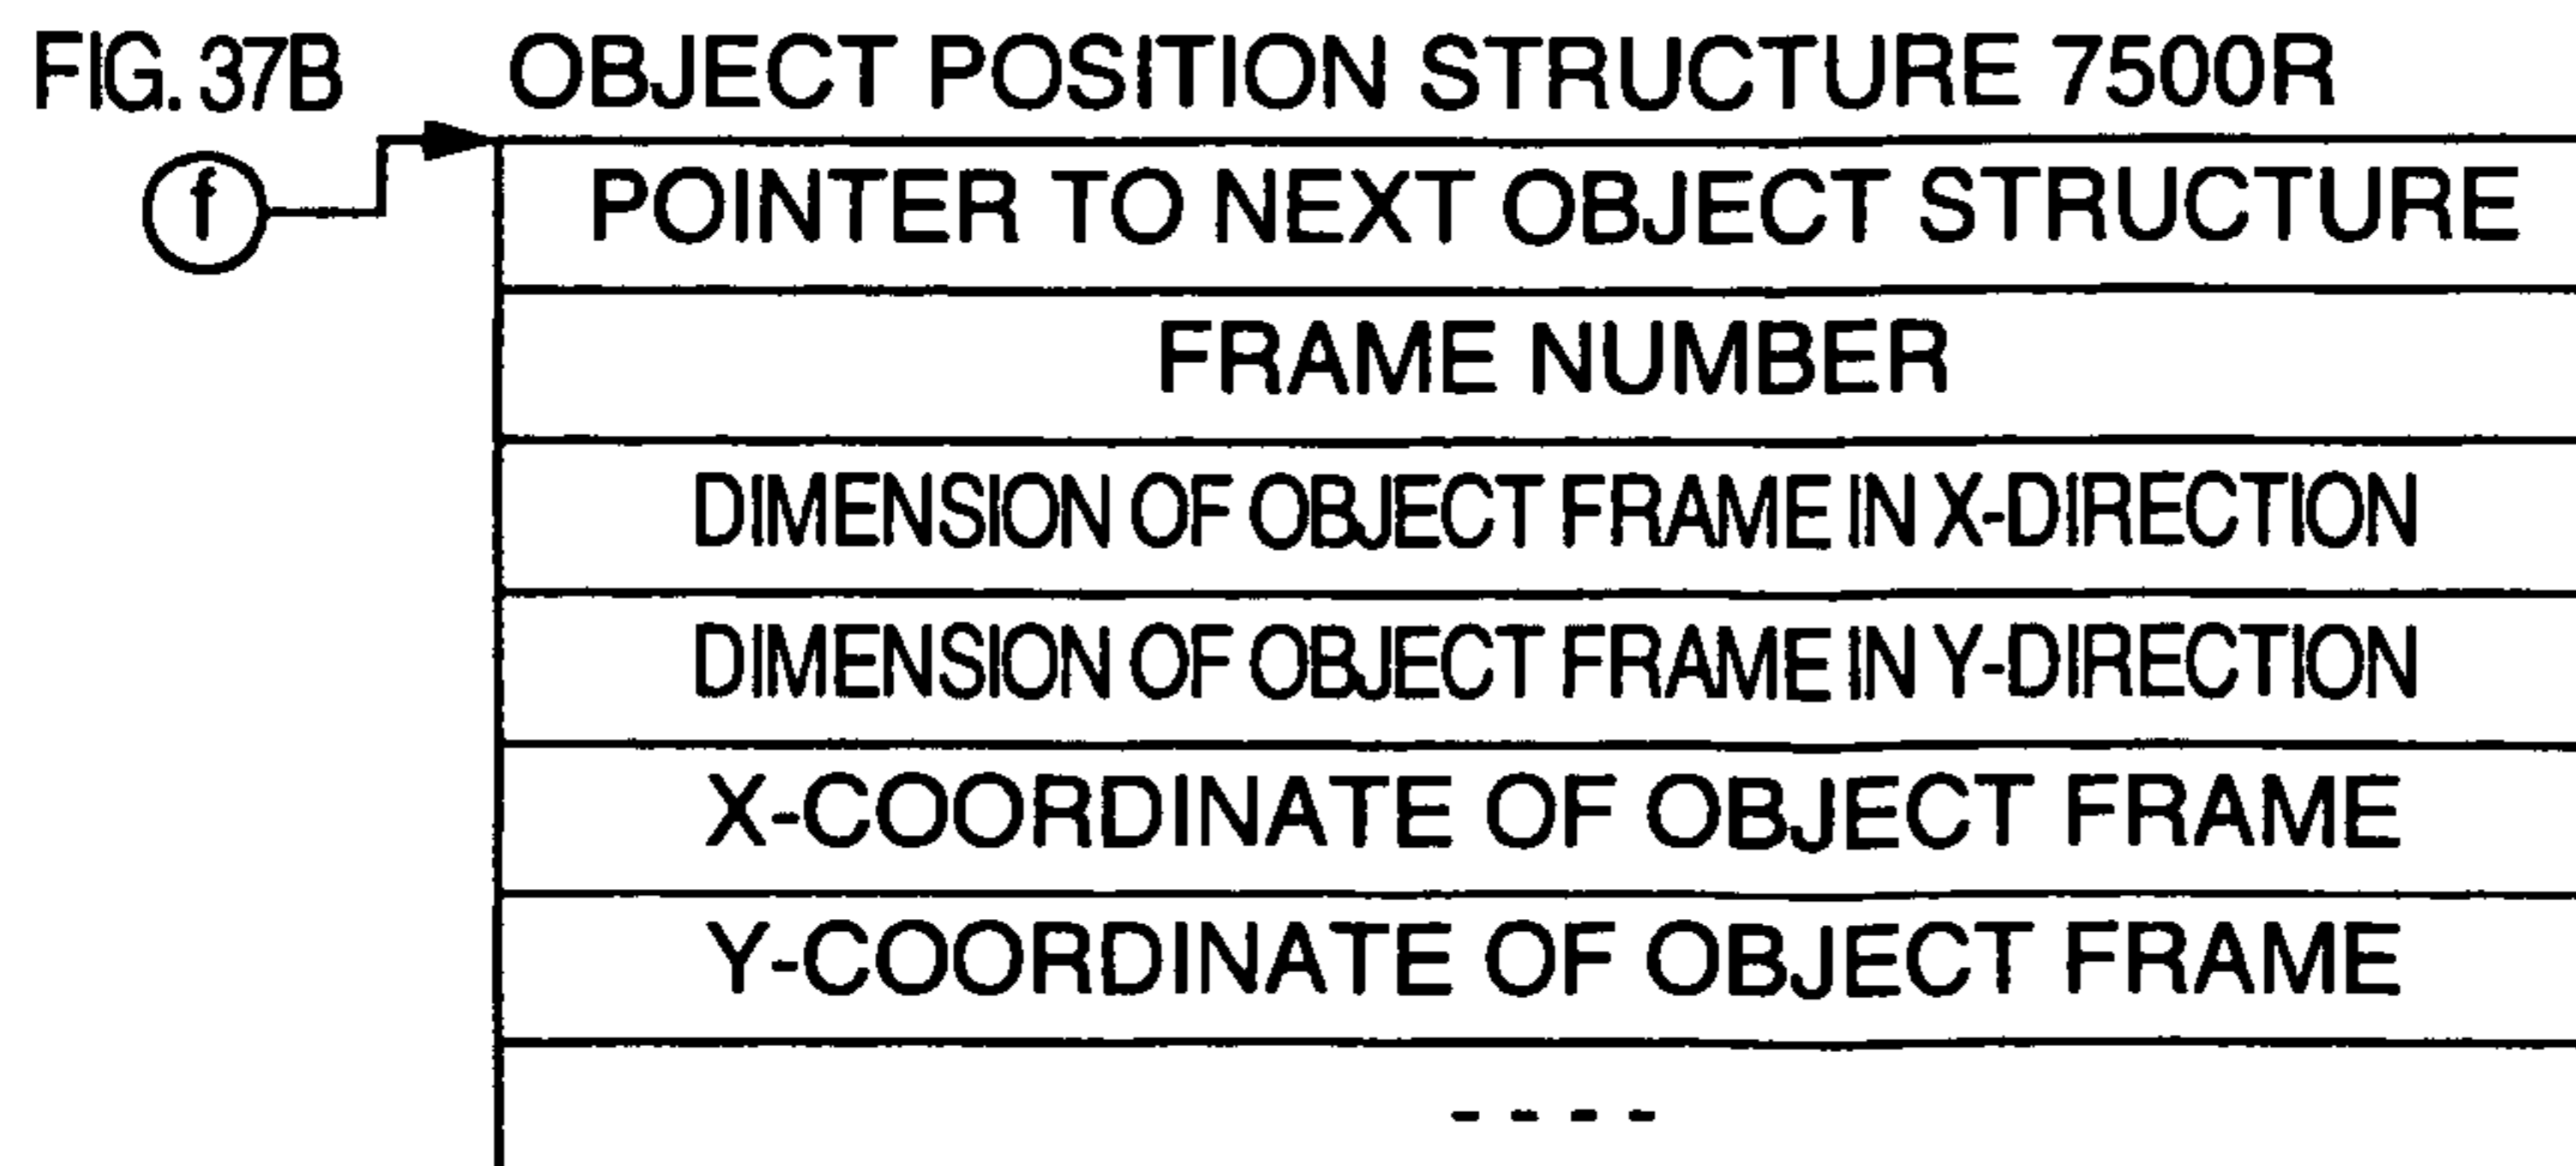 FIG. 37B OBJECT POSITION STRUCTURE 7500R
f
POINTER TO NEXT OBJECT STRUCTURE
FRAME NUMBER
DIMENSION OF OBJECT FRAME IN X-DIRECTION
DIMENSION OF OBJECT FRAME IN Y-DIRECTION
X-COORDINATE OF OBJECT FRAME
Y-COORDINATE OF OBJECT FRAME
- - - -